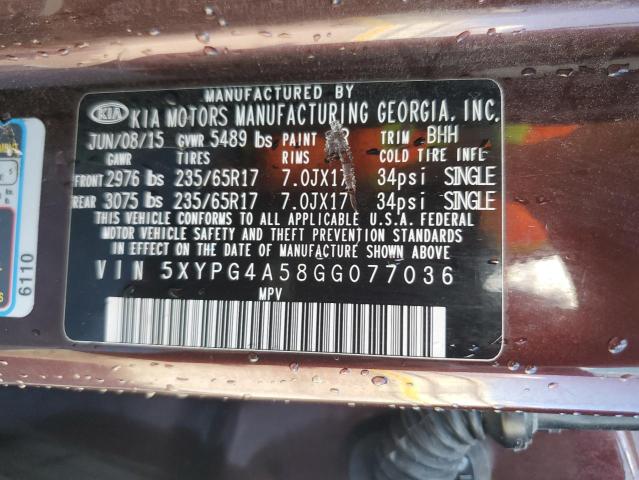 MANUFACTURED BY
KIA KIA MOTORS MANUFACTURING GEORGIA, INC.
JUN/08/15 GVWR 5489 lbs PAINT TRIM BHH
GAWR TIRES RIMS COLD TIRE INFL
FRONT 2976 lbs 235/65R17 7.0JX17 34psi SINGLE
REAR 3075 lbs 235/65R17 7.0JX17 34psi SINGLE
THIS VEHICLE CONFORMS TO ALL APPLICABLE U.S.A. FEDERAL
MOTOR VEHICLE SAFETY AND THEFT PREVENTION STANDARDS
IN EFFECT ON THE DATE OF MANUFACTURE SHOWN ABOVE.
VIN 5XYPG4A58GG077036
MPV
6110